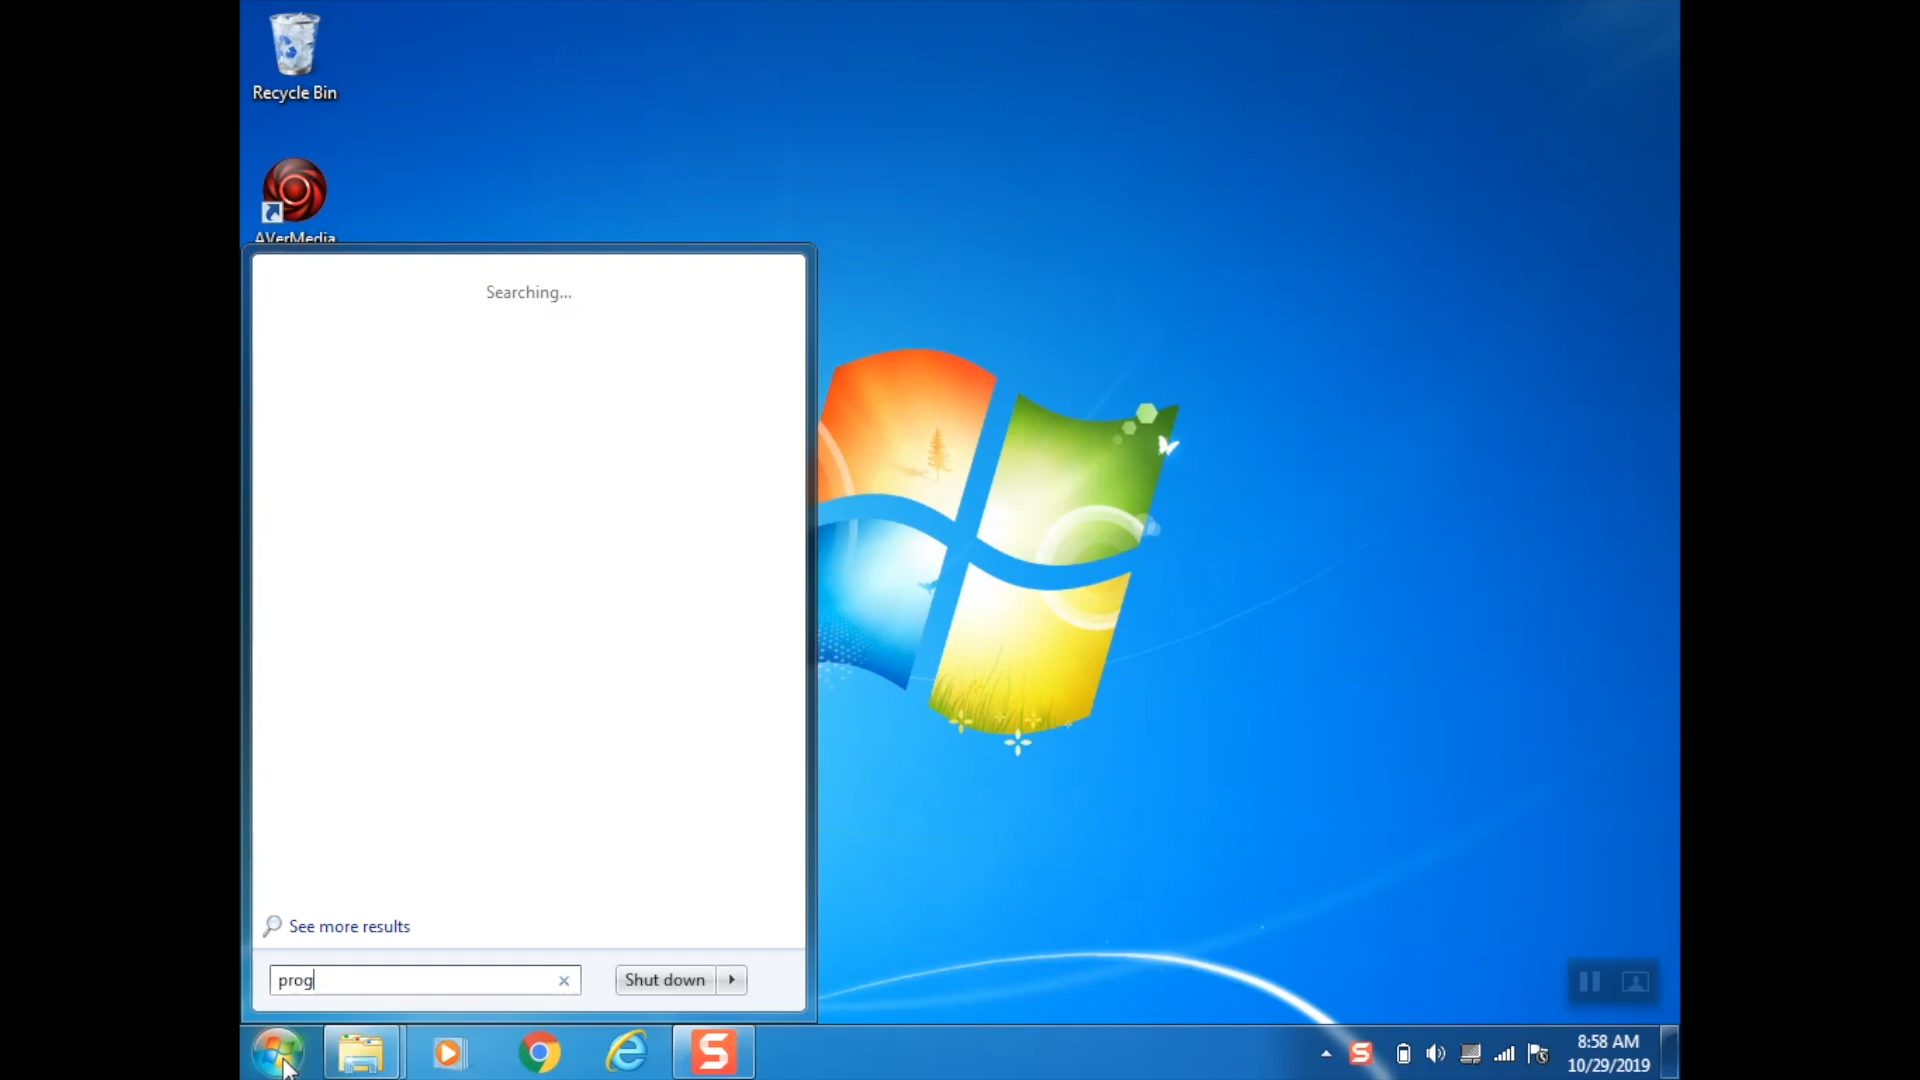 Recycle Bin
AVerMedia
Searching...
See more results
prog
Shut down
8:58 AM
10/29/2019